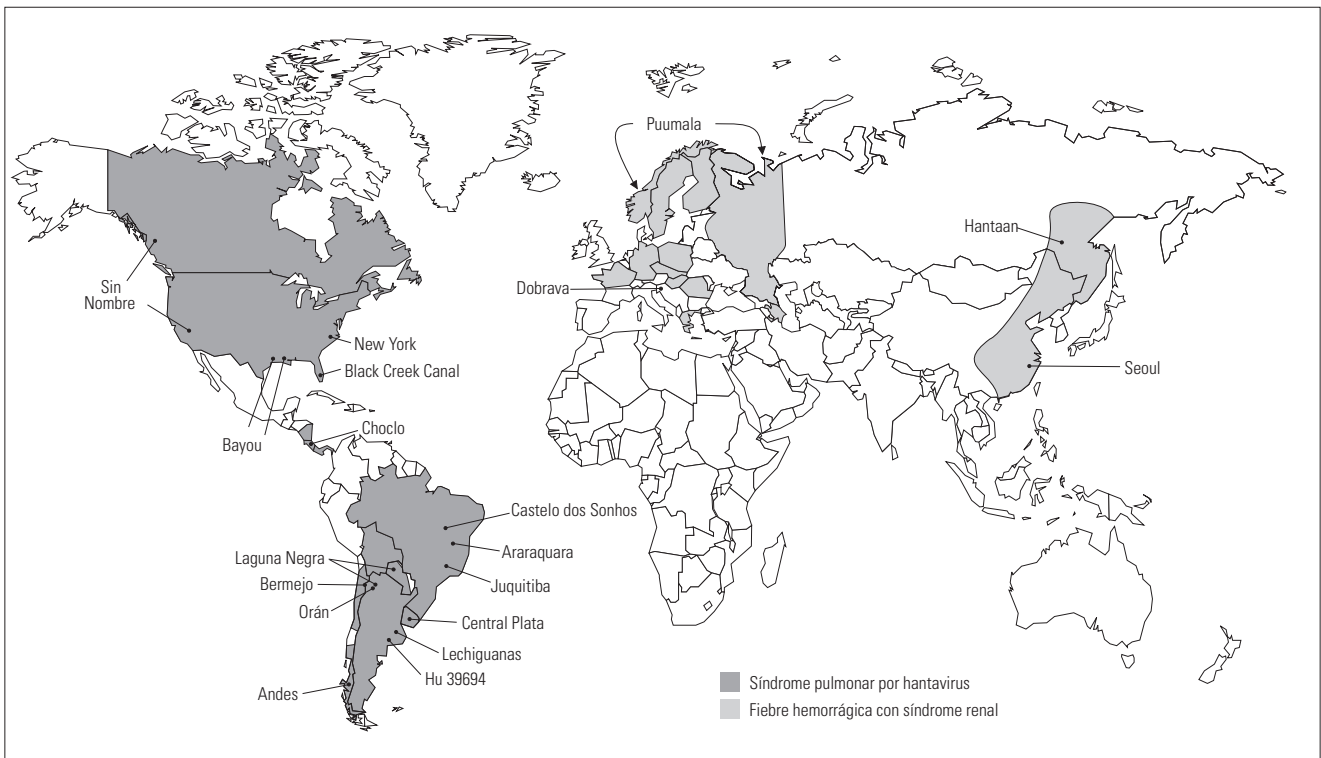 Puumala
Hantaan
Sin
Nombre
Dobrava
New York
Black Creek Canal
Seoul
Choclo
Bayou
Castelo dos Sonhos
Araraquara
Laguna Negra
Bermejo
Juquitiba
Orán
Central Plata
Lechiguanas
Hu 39694
Andes
Síndrome pulmonar por hantavirus
Fiebre hemorrágica con síndrome renal